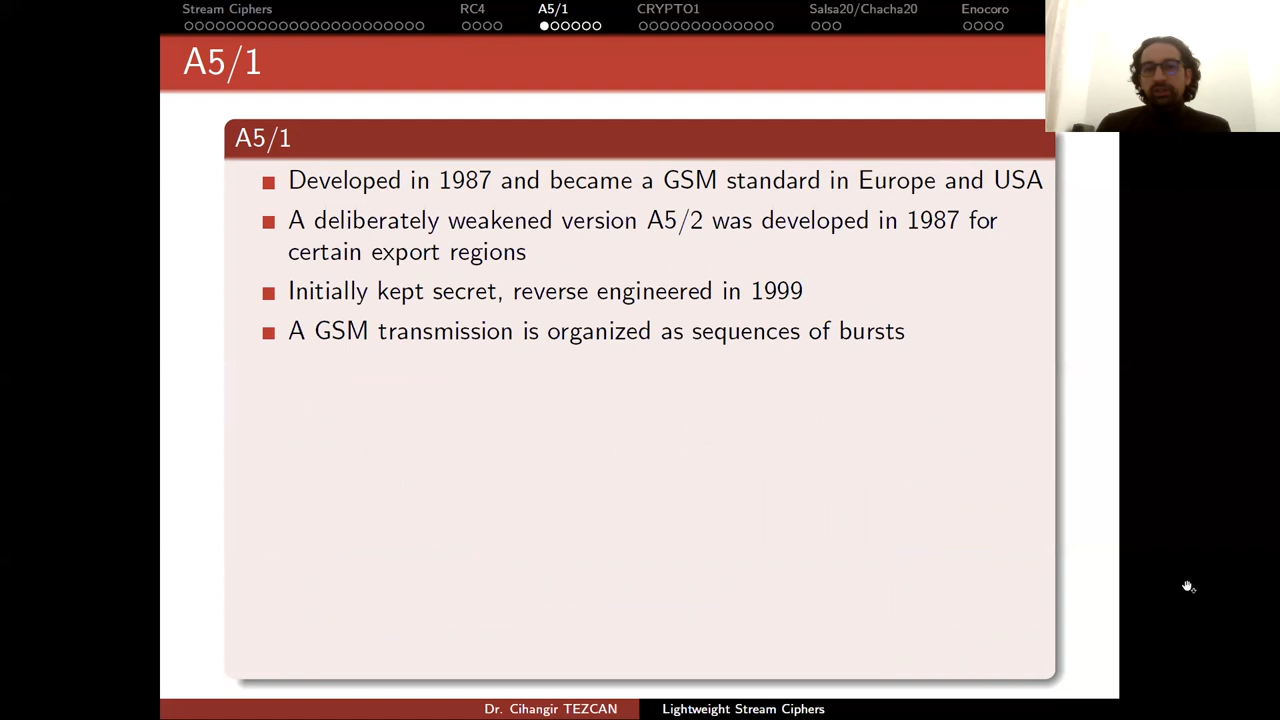 Stream Ciphers RC4 A5/1 CRYPTO1 Salsa20/Chacha20 Enocoro
A5/1
A5/1
Developed in 1987 and became a GSM standard in Europe and USA
A deliberately weakened version A5/2 was developed in 1987 for
certain export regions
Initially kept secret, reverse engineered in 1999
A GSM transmission is organized as sequences of bursts
Dr. Cihangir TEZCAN Lightweight Stream Ciphers